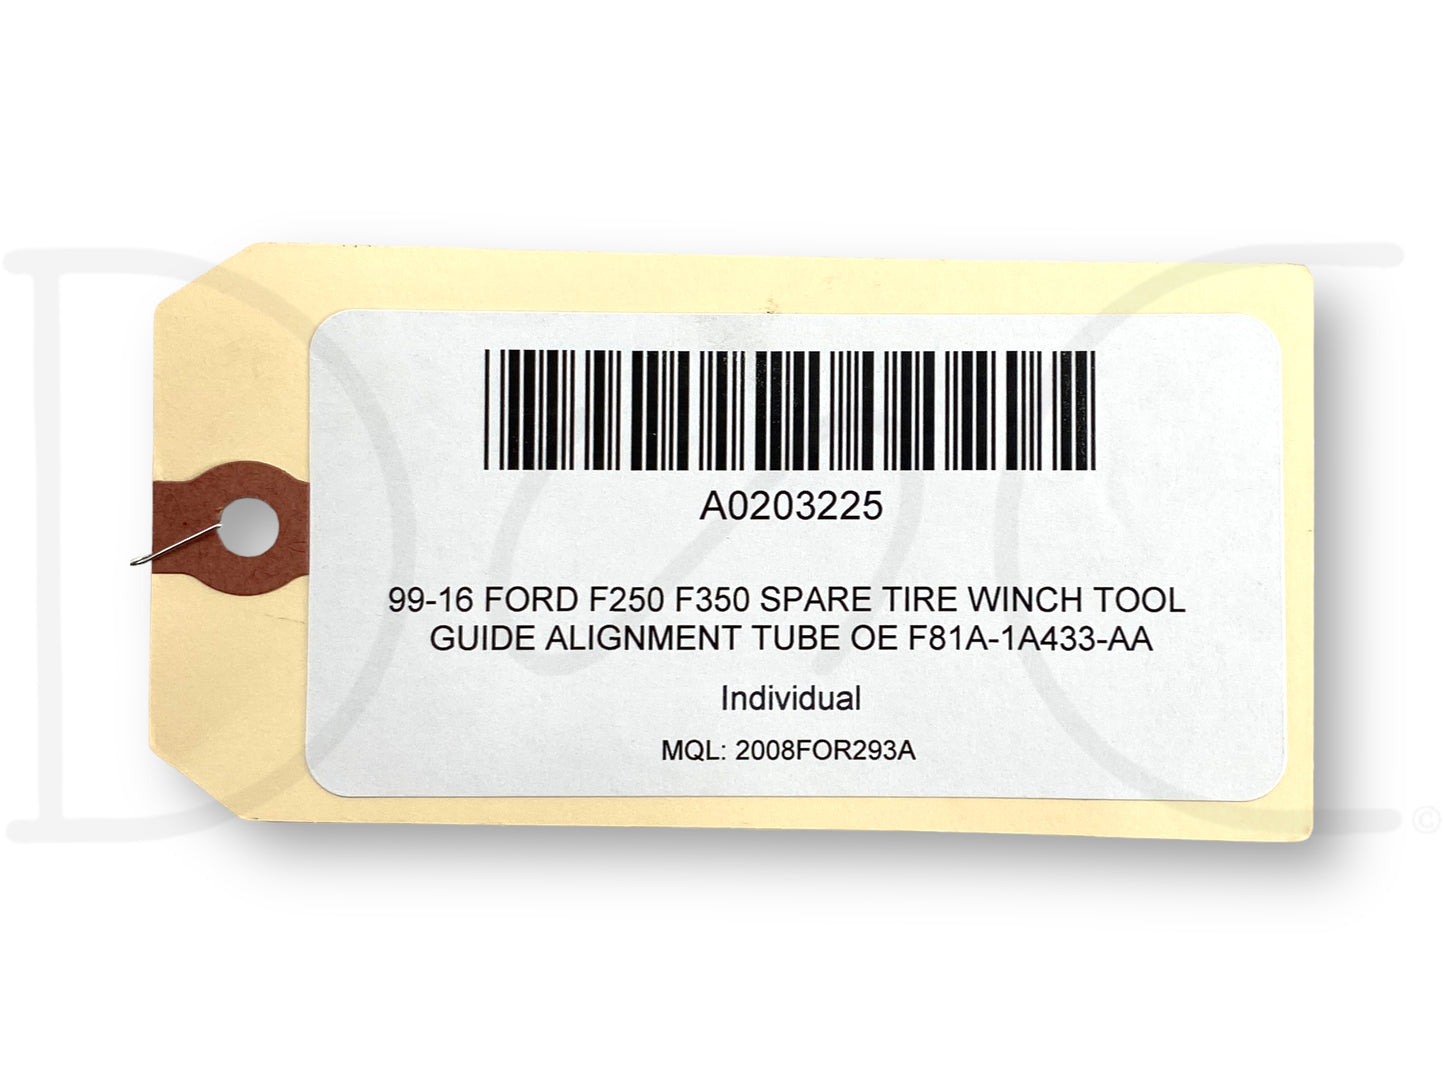 A0203225
99-16 FORD F250 F350 SPARE TIRE WINCH TOOL
GUIDE ALIGNMENT TUBE OE F81A-1A433-AA
Individual
MQL: 2008FOR293A
©